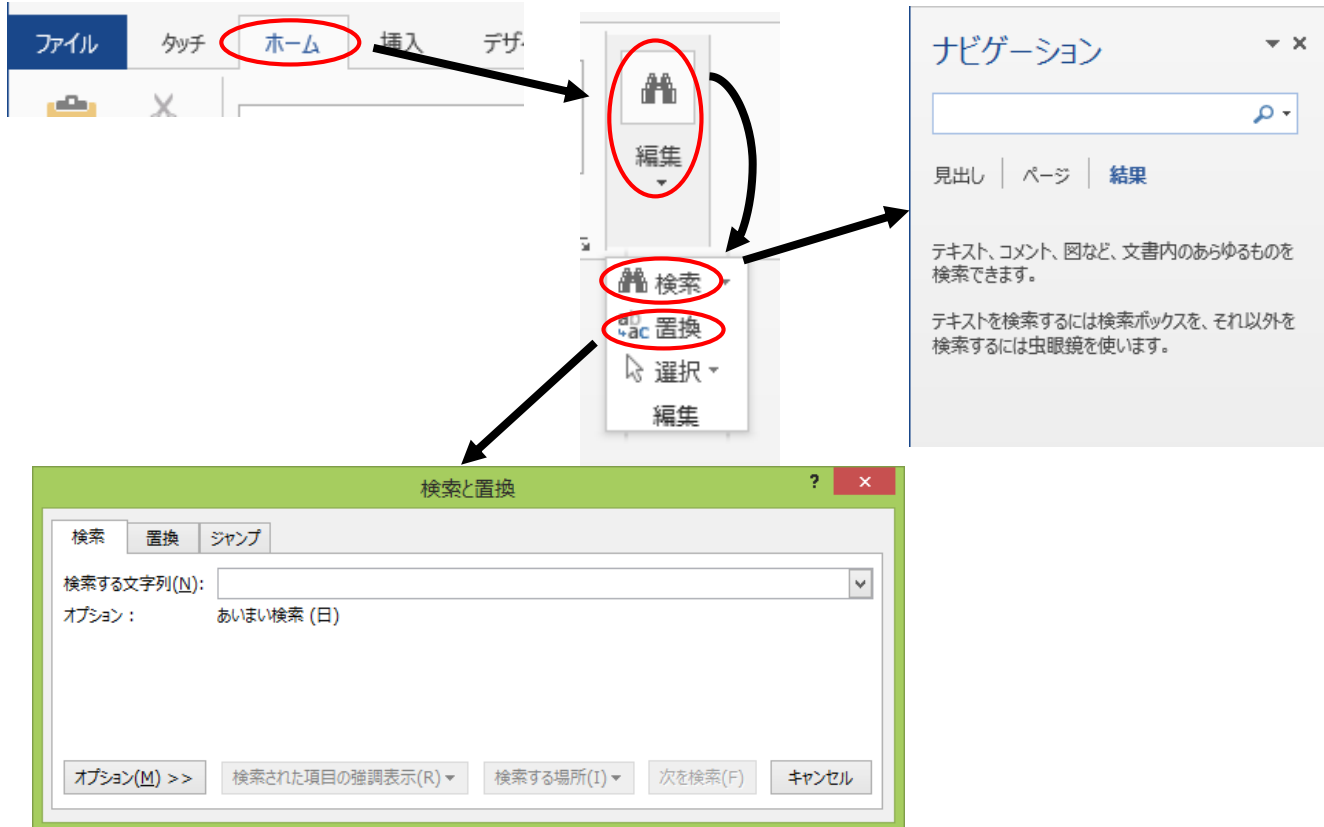 ファイル タッチ ホーム 挿入 デザ
編集
検索
ab
ac 置換
選択
編集
ナビゲーション
見出し ページ 結果
テキスト、コメント、図など、文書内のあらゆるものを
検索できます。
テキストを検索するには検索ボックスを、それ以外を
検索するには虫眼鏡を使います。
検索と置換 ?
検索 置換 ジャンプ
検索する文字列(N):
オプション : あいまい検索 (日)
オプション(M) >> 検索された項目の強調表示(R) 検索する場所(I) 次を検索(F) キャンセル